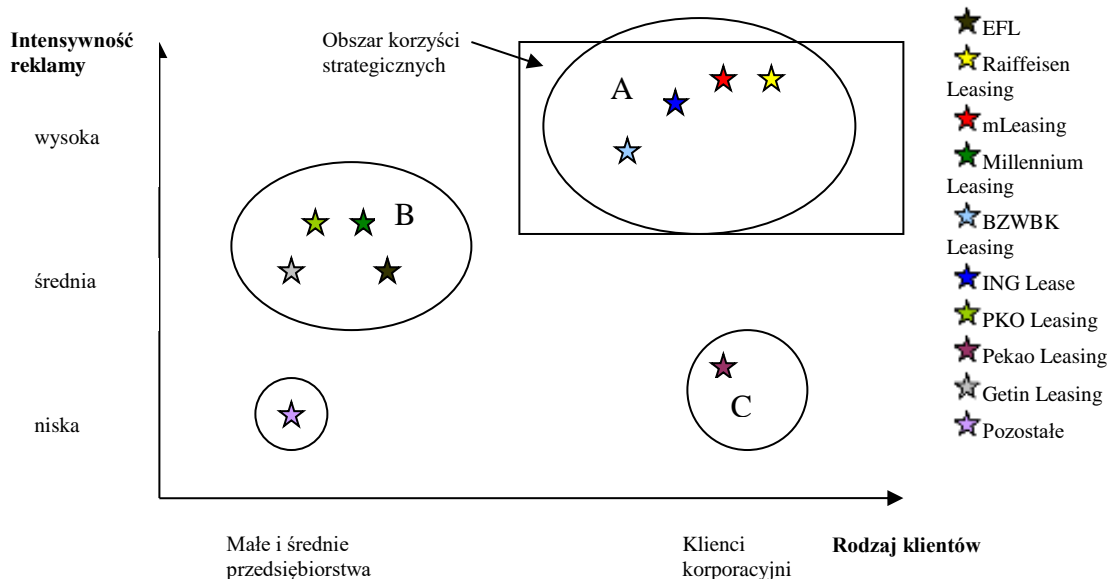 Intensywność
reklamy
wysoka
średnia
niska
Obszar korzyści
strategicznych
A
B
C
Małe i średnie
przedsiębiorstwa
Klienci
korporacyjni
Rodzaj klientów
EFL
Raiffeisen
Leasing
mLeasing
Millennium
Leasing
BZWBK
Leasing
ING Lease
PKO Leasing
Pekao Leasing
Getin Leasing
Pozostałe